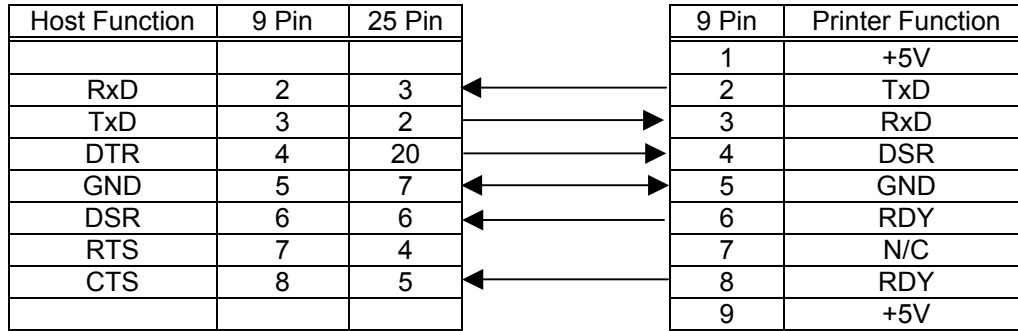 Host Function 9 Pin 25 Pin 9 Pin Printer Function
1 +5V
RxD 2 3 2 TxD
TxD 3 2 3 RxD
DTR 4 20 4 DSR
GND 5 7 5 GND
DSR 6 6 6 RDY
RTS 7 4 7 N/C
CTS 8 5 8 RDY
9 +5V